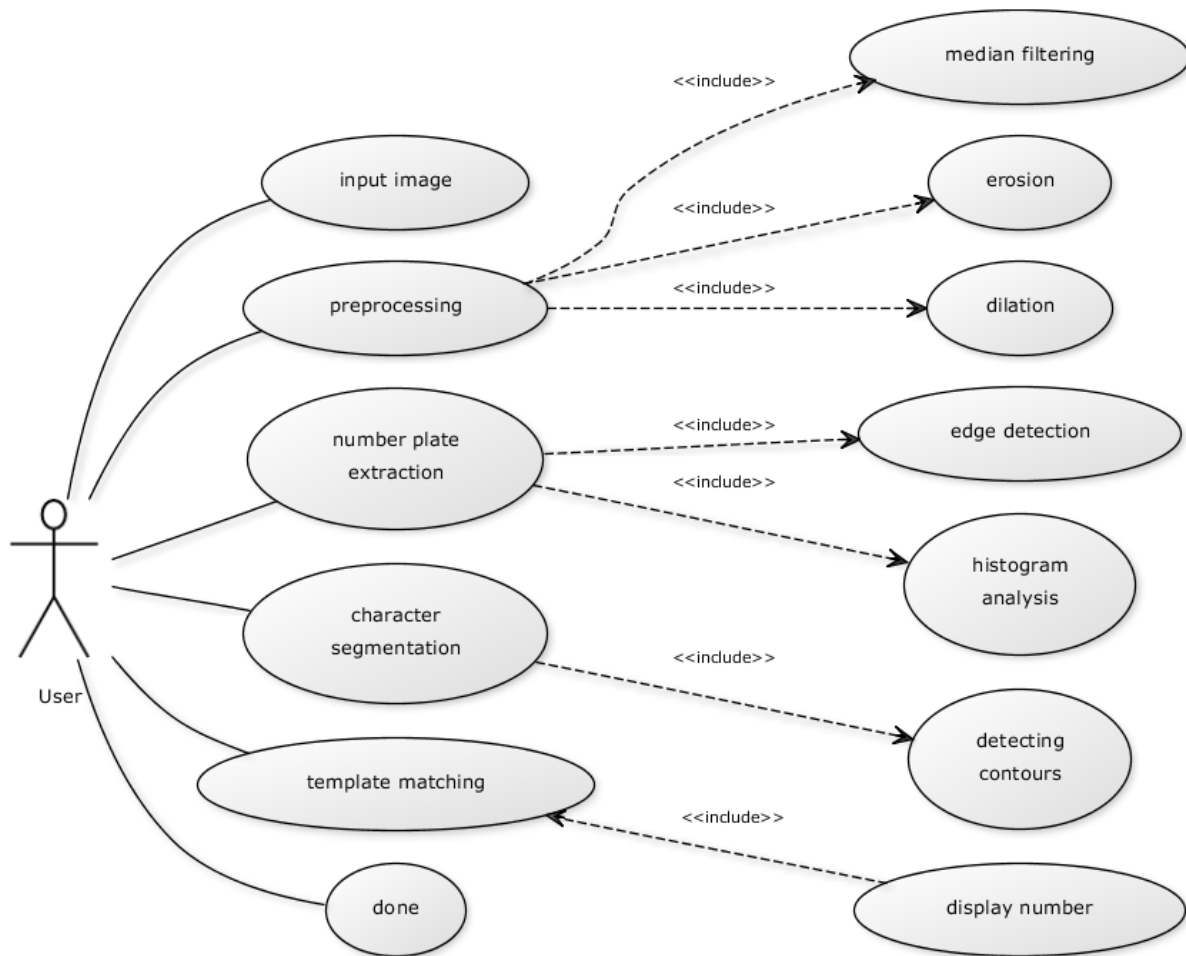 median filtering
<<include>>
input image
erosion
<<include>>
preprocessing
<<include>>
dilation
number plate
extraction
<<include>>
edge detection
<<include>>
histogram
analysis
character
segmentation
<<include>>
User
detecting
contours
template matching
<<include>>
done
display number